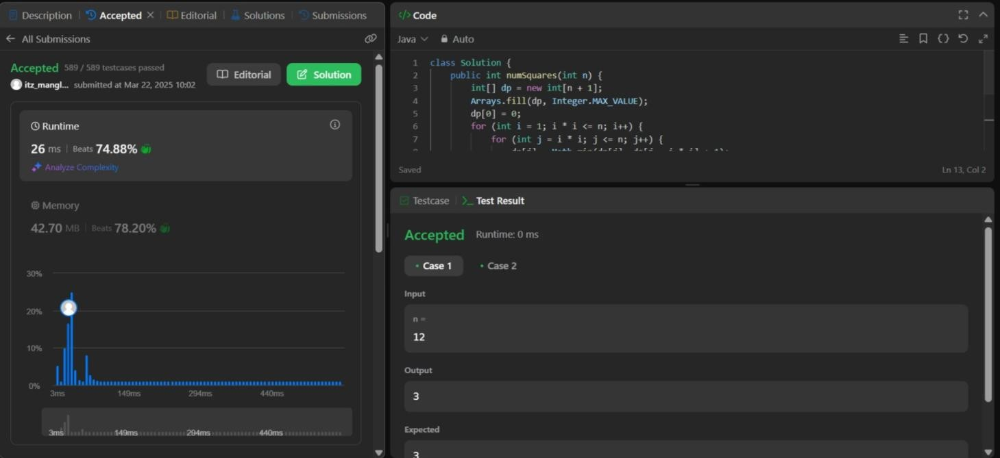 Description | Accepted × | Editorial | Solutions | Submissions
← All Submissions
Accepted 589 / 589 testcases passed
itz_mangl... submitted at Mar 22, 2025 10:02
Editorial
Solution
Runtime
26 ms | Beats 74.88%
Analyze Complexity
Memory
42.70 MB | Beats 78.20%
30%
20%
10%
0%
3ms 149ms 294ms 440ms
3ms 149ms 294ms 440ms
</> Code
Java Auto
1 class Solution {
2 public int numSquares(int n) {
3 int[] dp = new int[n + 1];
4 Arrays.fill(dp, Integer.MAX_VALUE);
5 dp[0] = 0;
6 for (int i = 1; i * i <= n; i++) {
7 for (int j = i * i; j <= n; j++) {
Saved Ln 13, Col 2
Testcase | >_ Test Result
Accepted Runtime: 0 ms
• Case 1 • Case 2
Input
n =
12
Output
3
Expected
3